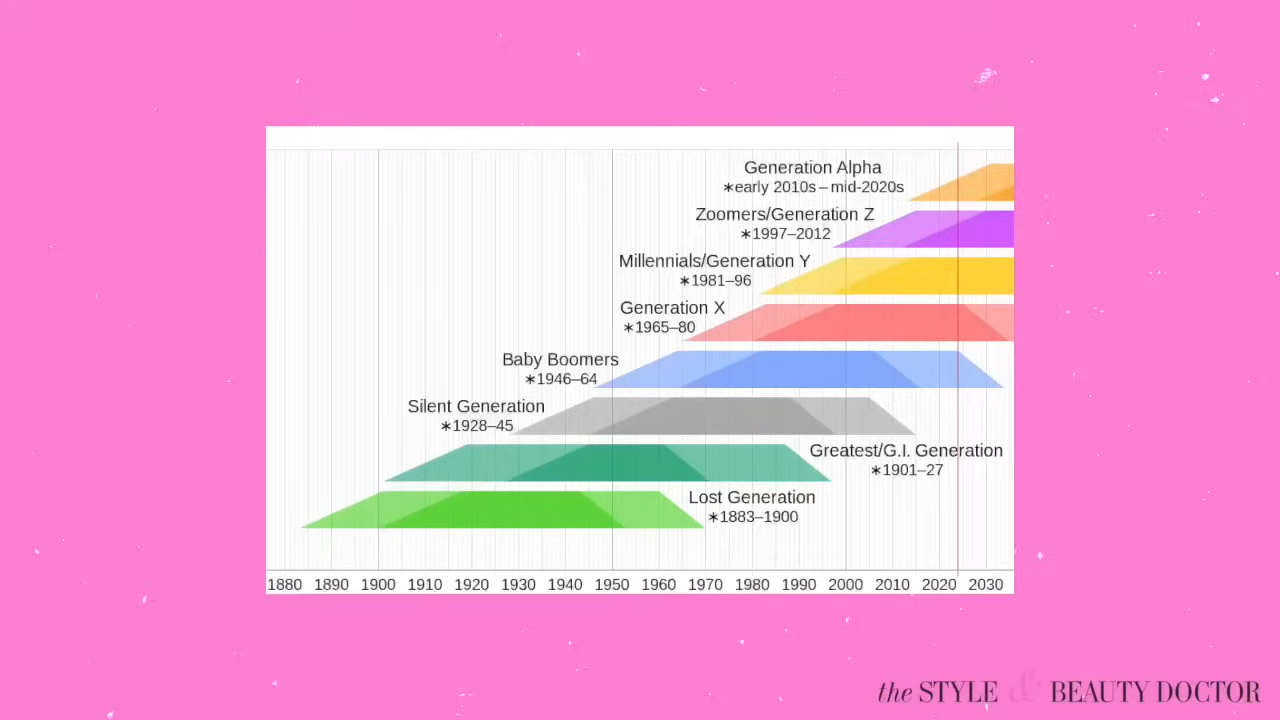 Generation Alpha
∗early 2010s – mid-2020s
Zoomers/Generation Z
∗1997–2012
Millennials/Generation Y
∗1981–96
Generation X
∗1965–80
Baby Boomers
∗1946–64
Silent Generation
∗1928–45
Greatest/G.I. Generation
∗1901–27
Lost Generation
∗1883–1900
1880 1890 1900 1910 1920 1930 1940 1950 1960 1970 1980 1990 2000 2010 2020 2030
the STYLE & BEAUTY DOCTOR